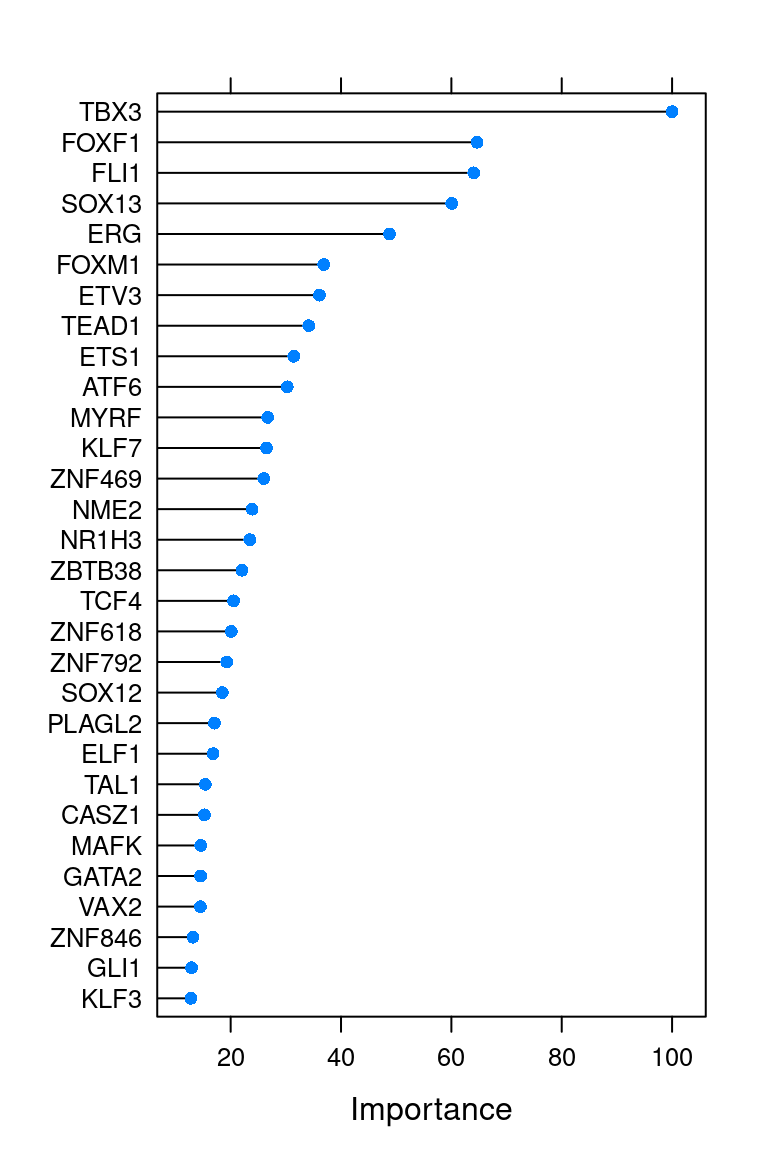 TBX3
FOXF1
FLI1
SOX13
ERG
FOXM1
ETV3
TEAD1
ETS1
ATF6
MYRF
KLF7
ZNF469
NME2
NR1H3
ZBTB38
TCF4
ZNF618
ZNF792
SOX12
PLAGL2
ELF1
TAL1
CASZ1
MAFK
GATA2
VAX2
ZNF846
GLI1
KLF3
20 40 60 80 100
Importance